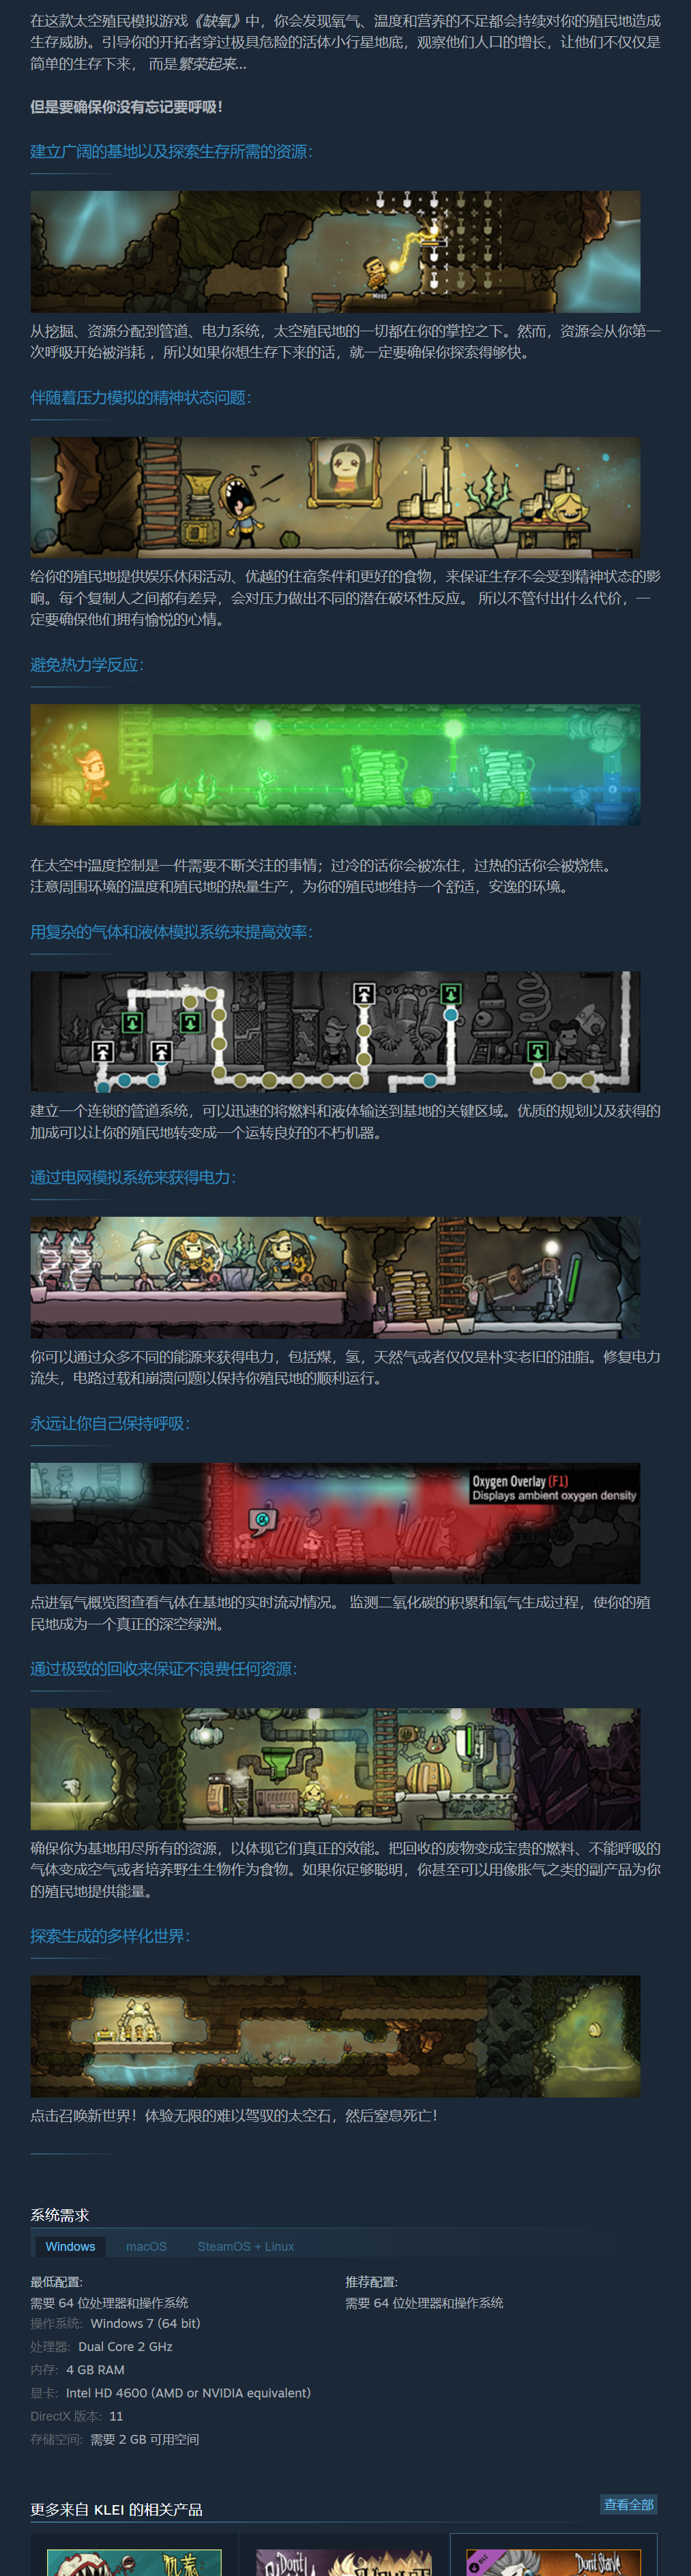 在这款太空殖民模拟游戏《缺氧》中，你会发现氧气、温度和营养的不足都会持续对你的殖民地造成
生存威胁。引导你的开拓者穿过极具危险的活体小行星地底，观察他们人口的增长，让他们不仅仅是
简单的生存下来， 而是繁荣起来...
但是要确保你没有忘记要呼吸！
建立广阔的基地以及探索生存所需的资源：
从挖掘、资源分配到管道、电力系统，太空殖民地的一切都在你的掌控之下。然而，资源会从你第一
次呼吸开始被消耗 ，所以如果你想生存下来的话，就一定要确保你探索得够快。
伴随着压力模拟的精神状态问题：
给你的殖民地提供娱乐休闲活动、优越的住宿条件和更好的食物，来保证生存不会受到精神状态的影
响。每个复制人之间都有差异，会对压力做出不同的潜在破坏性反应。 所以不管付出什么代价，一
定要确保他们拥有愉悦的心情。
避免热力学反应：
在太空中温度控制是一件需要不断关注的事情；过冷的话你会被冻住，过热的话你会被烧焦。
注意周围环境的温度和殖民地的热量生产，为你的殖民地维持一个舒适，安逸的环境。
用复杂的气体和液体模拟系统来提高效率：
建立一个连锁的管道系统，可以迅速的将燃料和液体输送到基地的关键区域。优质的规划以及获得的
加成可以让你的殖民地转变成一个运转良好的不朽机器。
通过电网模拟系统来获得电力：
你可以通过众多不同的能源来获得电力，包括煤，氢，天然气或者仅仅是朴实老旧的油脂。修复电力
流失，电路过载和崩溃问题以保持你殖民地的顺利运行。
永远让你自己保持呼吸：
Oxygen Overlay (F1)
Displays ambient oxygen density
点进氧气概览图查看气体在基地的实时流动情况。 监测二氧化碳的积累和氧气生成过程，使你的殖
民地成为一个真正的深空绿洲。
通过极致的回收来保证不浪费任何资源：
确保你为基地用尽所有的资源，以体现它们真正的效能。把回收的废物变成宝贵的燃料、不能呼吸的
气体变成空气或者培养野生生物作为食物。如果你足够聪明，你甚至可以用像胀气之类的副产品为你
的殖民地提供能量。
探索生成的多样化世界：
点击召唤新世界！体验无限的难以驾驭的太空石，然后窒息死亡！
系统需求
Windows macOS SteamOS + Linux
最低配置: 推荐配置:
需要 64 位处理器和操作系统 需要 64 位处理器和操作系统
操作系统: Windows 7 (64 bit)
处理器: Dual Core 2 GHz
内存: 4 GB RAM
显卡: Intel HD 4600 (AMD or NVIDIA equivalent)
DirectX 版本: 11
存储空间: 需要 2 GB 可用空间
更多来自 KLEI 的相关产品 查看全部
饥荒 Don't DLC Don't Starve